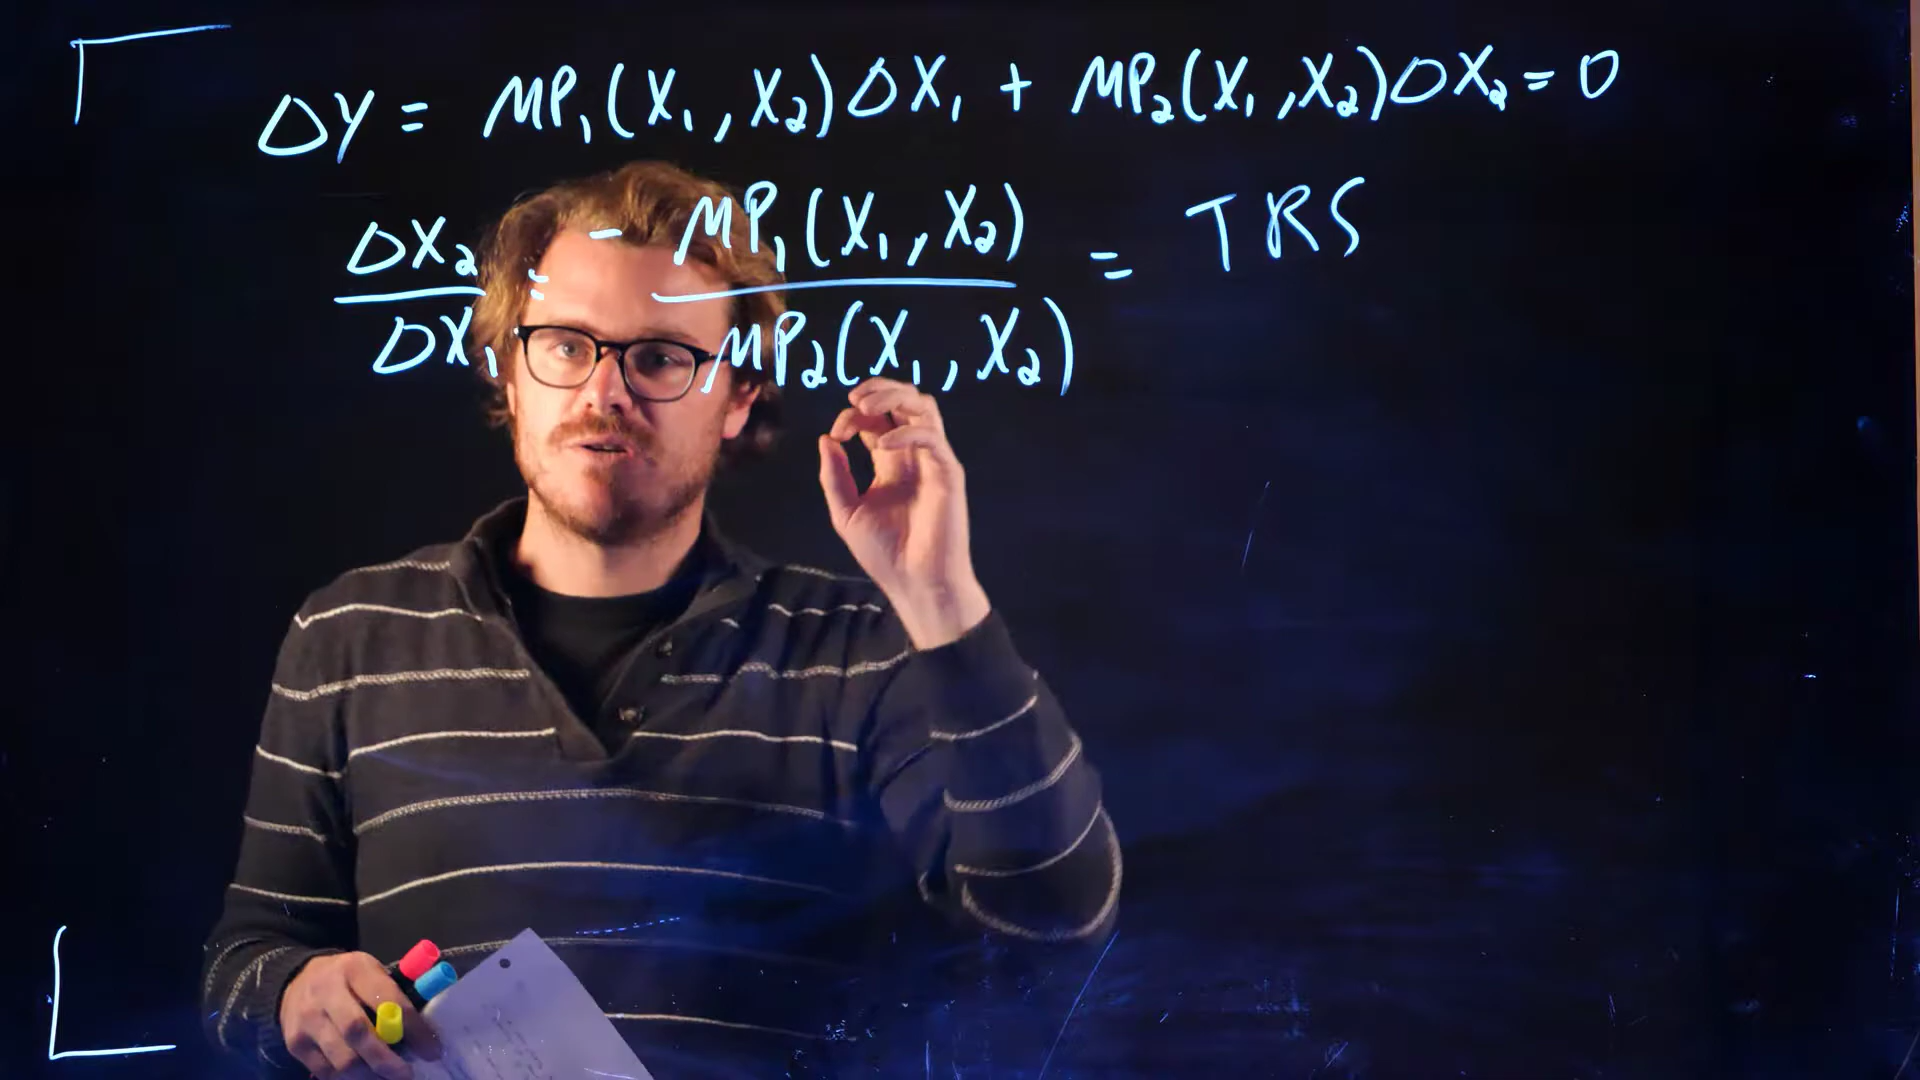 ΔY = MP₁(X₁, X₂)ΔX₁ + MP₂(X₁, X₂)ΔX₂ = 0
ΔX₂ = - MP₁(X₁, X₂) = TRS
ΔX₁ MP₂(X₁, X₂)